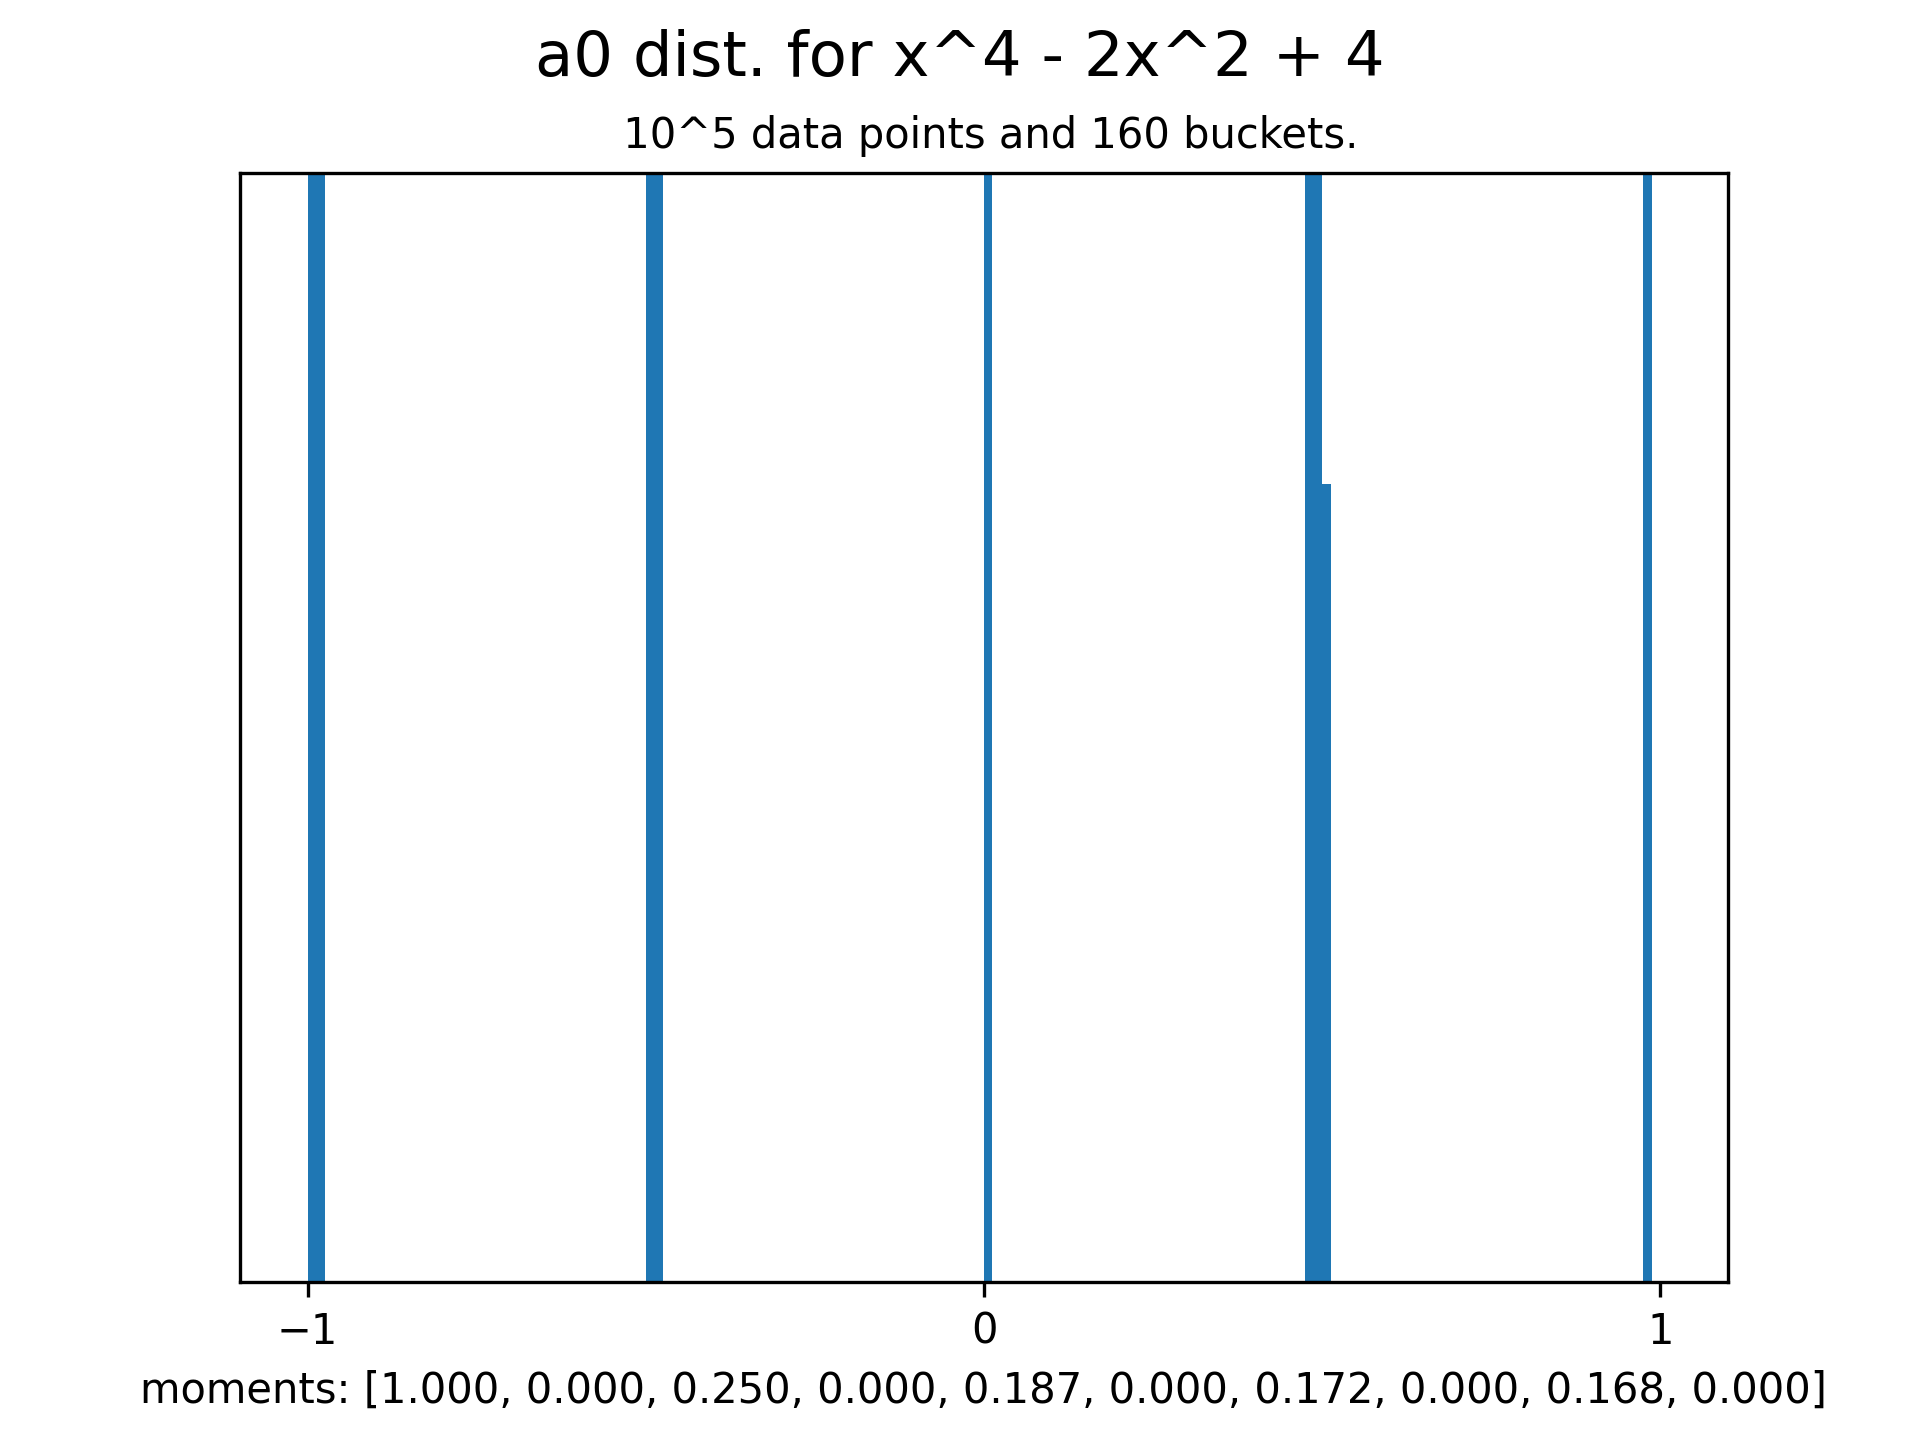 a0 dist. for x^4 - 2x^2 + 4
10^5 data points and 160 buckets.
−1 0 1
moments: [1.000, 0.000, 0.250, 0.000, 0.187, 0.000, 0.172, 0.000, 0.168, 0.000]